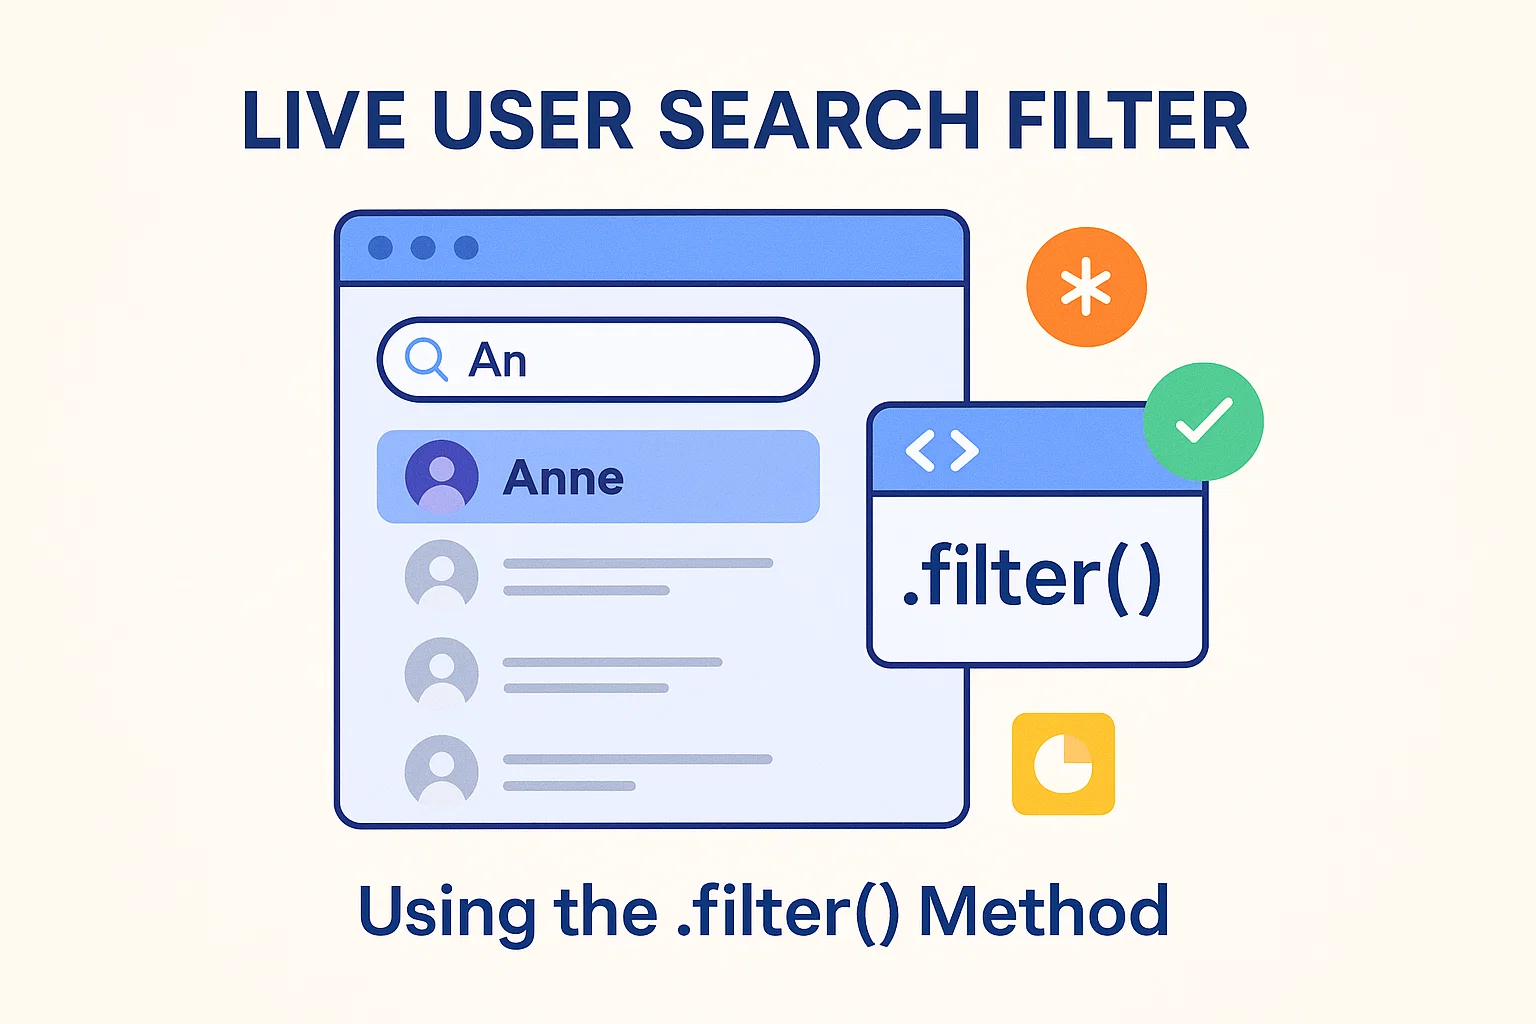 LIVE USER SEARCH FILTER
An
Anne
<>
.filter()
Using the .filter() Method